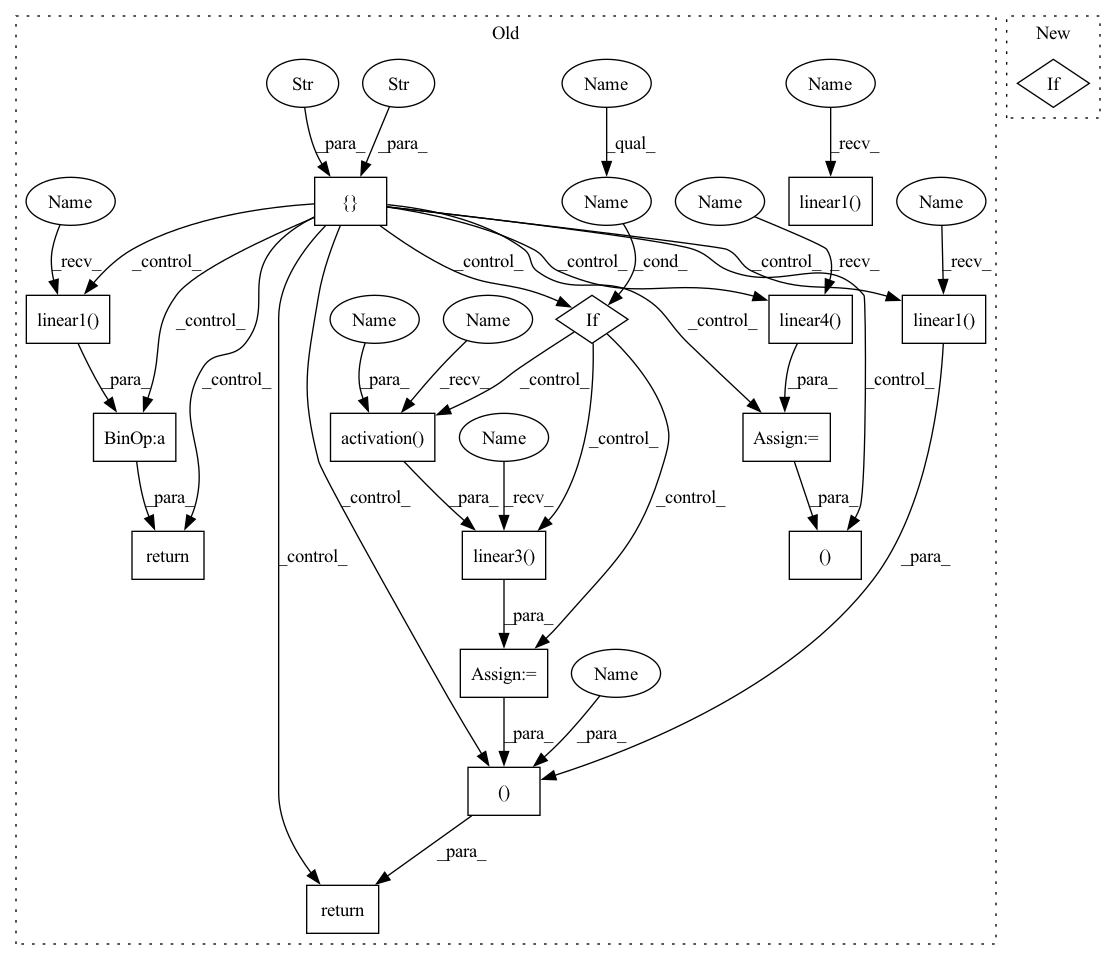 Old New
Str Str Name Name If
_para_ _para_ _qual_ _recv_
Name {} Name Name linear1() Name
_recv_ _control_ _control_ _control_ _cond_ _recv_ _control_ _recv_
linear1() _control_ Name Name If _control_ linear4() linear1()
_para_ _control_ _para_ _recv_ _control_ _para_ _control_
BinOp:a activation() Name _control_ Assign:=
_para_ _control_ _para_ _recv_ _control_ _para_
return _control_ linear3() () _para_
_para_
Assign:= Name
_para_ _para_
()
_para_
return